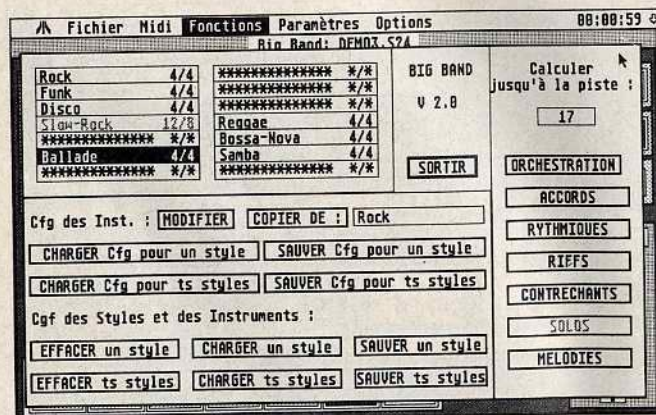 Fichier Midi Fonctions Paramètres Options 00:00:59
Big Band: DEMO3.S24
Rock 4/4
Funk 4/4
Disco 4/4
Slow-Rock 12/8
************** */*
Ballade 4/4
************** */*
************** */*
************** */*
************** */*
Reggae 4/4
Bossa-Nova 4/4
Samba 4/4
************** */*
BIG BAND
V 2.0
SORTIR
Calculer
jusqu'à la piste :
17
ORCHESTRATION
ACCORDS
RYTHMIQUES
RIFFS
CONTRECHANTS
SOLOS
MELODIES
Cfg des Inst. : MODIFIER COPIER DE : Rock
CHARGER Cfg pour un style SAUVER Cfg pour un style
CHARGER Cfg pour ts styles SAUVER Cfg pour ts styles
Cgf des Styles et des Instruments :
EFFACER un style CHARGER un style SAUVER un style
EFFACER ts styles CHARGER ts styles SAUVER ts styles